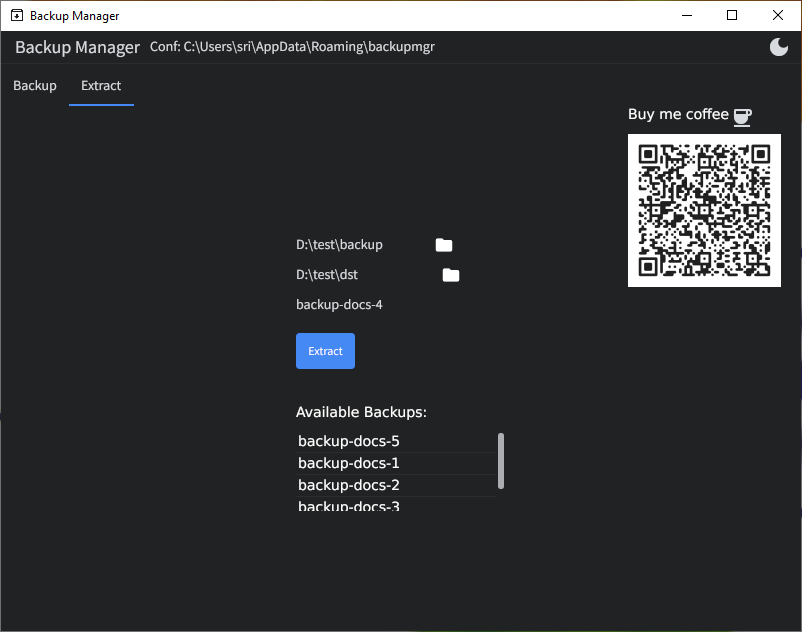 Backup Manager
Backup Manager Conf: C:\Users\sri\AppData\Roaming\backupmgr
Backup Extract
Buy me coffee
D:\test\backup
D:\test\dst
backup-docs-4
Extract
Available Backups:
backup-docs-5
backup-docs-1
backup-docs-2
backup-docs-3